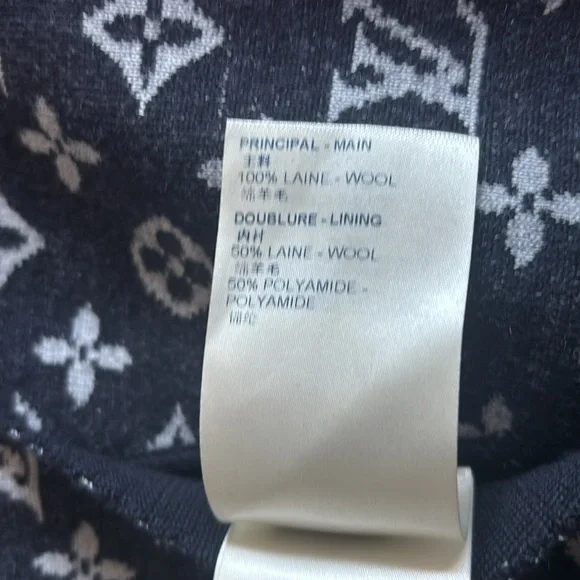 PRINCIPAL - MAIN
主料
100% LAINE - WOOL
绵羊毛
DOUBLURE - LINING
内衬
50% LAINE - WOOL
绵羊毛
50% POLYAMIDE -
POLYAMIDE
锦纶